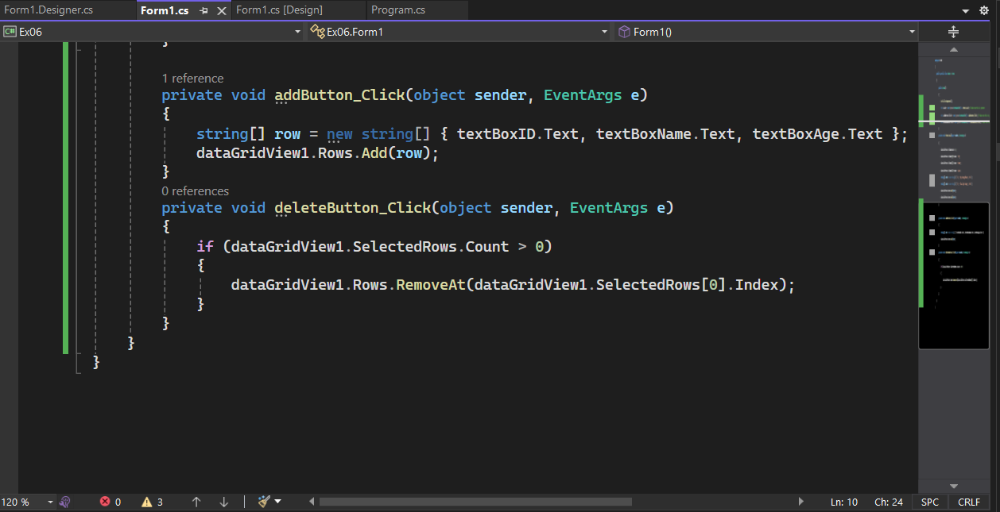 Form1.Designer.cs Form1.cs Form1.cs [Design] Program.cs
C# Ex06 Ex06.Form1 Form1()
}
1 reference
private void addButton_Click(object sender, EventArgs e)
{
string[] row = new string[] { textBoxID.Text, textBoxName.Text, textBoxAge.Text };
dataGridView1.Rows.Add(row);
}
0 references
private void deleteButton_Click(object sender, EventArgs e)
{
if (dataGridView1.SelectedRows.Count > 0)
{
dataGridView1.Rows.RemoveAt(dataGridView1.SelectedRows[0].Index);
}
}
}
}
120 % 0 3 Ln: 10 Ch: 24 SPC CRLF